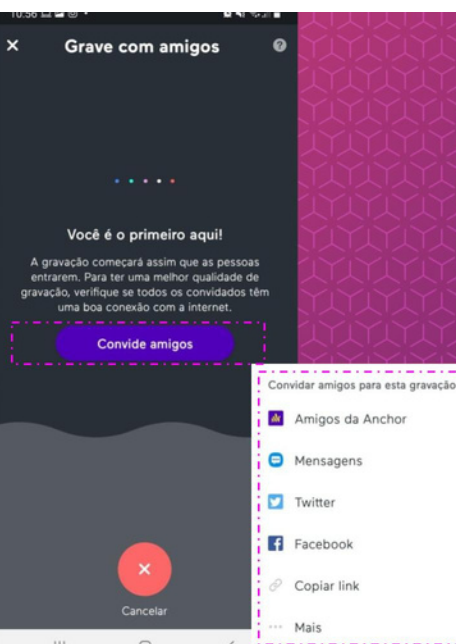 10:56
Grave com amigos
Você é o primeiro aqui!
A gravação começará assim que as pessoas
entrarem. Para ter uma melhor qualidade de
gravação, verifique se todos os convidados têm
uma boa conexão com a internet.
Convide amigos
Cancelar
Convidar amigos para esta gravação
Amigos da Anchor
Mensagens
Twitter
Facebook
Copiar link
Mais